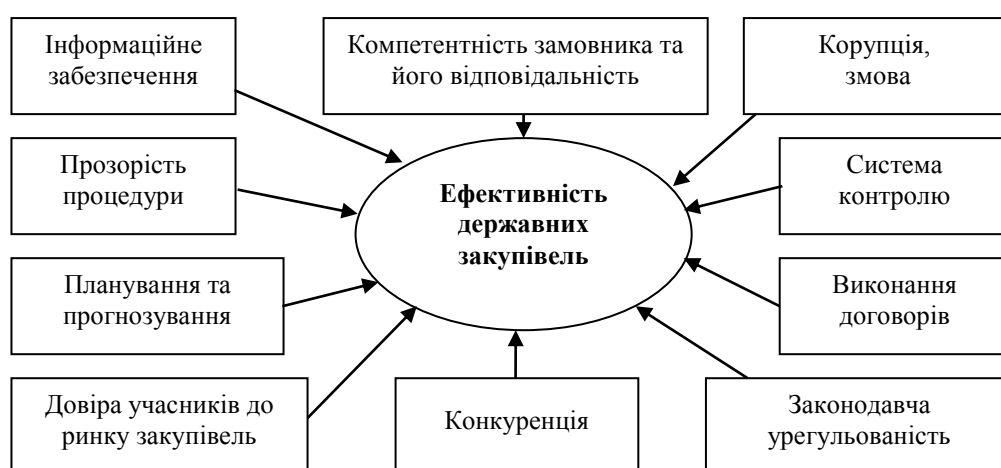 Інформаційне
забезпечення
Компетентність замовника та
його відповідальність
Корупція,
змова
Прозорість
процедури
Ефективність
державних
закупівель
Система
контролю
Планування та
прогнозування
Виконання
договорів
Довіра учасників до
ринку закупівель
Конкуренція
Законодавча
урегульованість